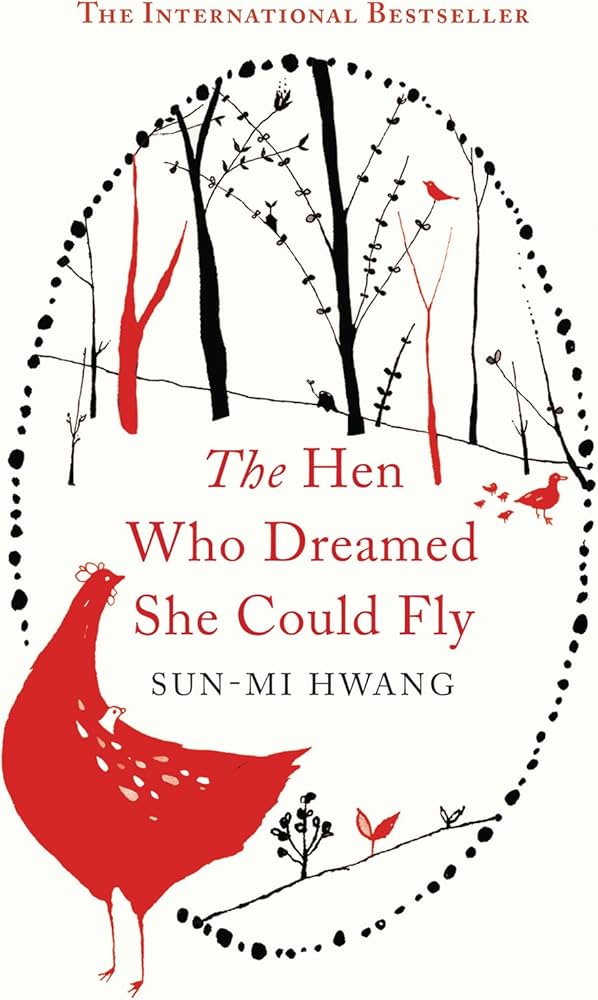 THE INTERNATIONAL BESTSELLER
The Hen
Who Dreamed
She Could Fly
SUN-MI HWANG